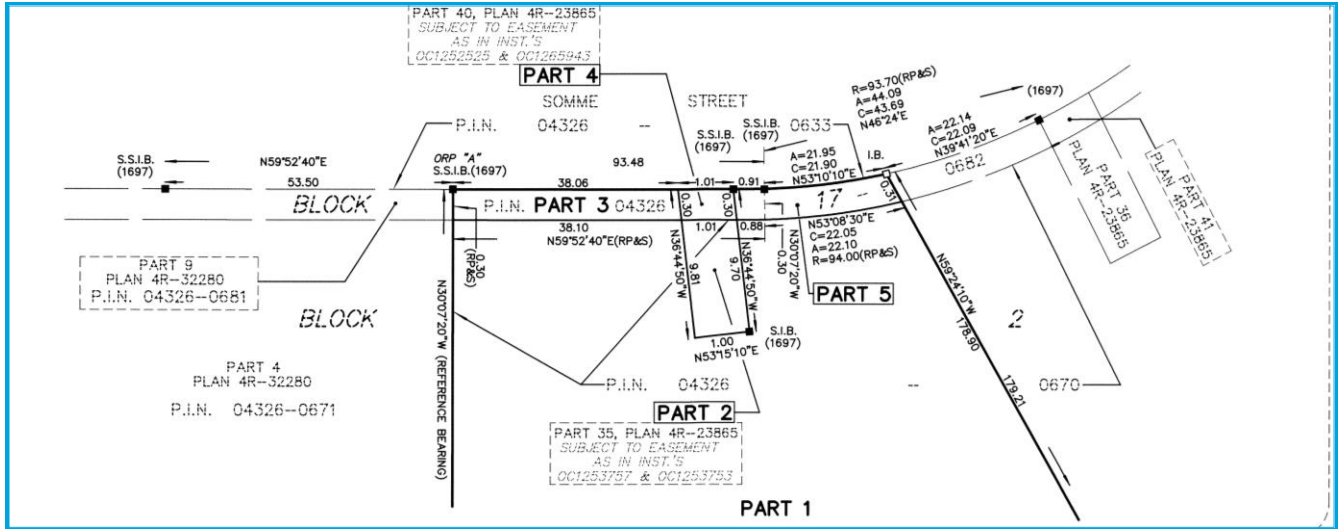 PART 40, PLAN 4R-23865
SUBJECT TO EASEMENT
AS IN INST.'S
OC1252525 & OC1265943
PART 4
SOMME STREET
P.I.N. 04326 -- 0633
R=93.70(RP&S)
A=44.09
C=43.69
N46°24'E
(1697)
A=22.14
C=22.09
N39°41'20"E
0682
S.S.I.B.
(1697)
N59°52'40"E
53.50
ORP "A"
S.S.I.B.(1697)
93.48
S.S.I.B.
(1697)
S.S.I.B.
(1697)
A=21.95
C=21.90
N53°10'10"E
I.B.
38.06
1.01
0.91
BLOCK
P.I.N. PART 3 04326
0.30
0.30
17 --
0.31
38.10
1.01
0.88
N59°52'40"E(RP&S)
0.30
(RP&S)
0.30
N53°08'30"E
C=22.05
A=22.10
R=94.00(RP&S)
PART 36
PLAN 4R-23865
PART 41
PLAN 4R-23865
PART 9
PLAN 4R-32280
P.I.N. 04326-0681
N36°44'50"W
9.81
N36°44'50"W
9.70
N30°07'20"W
PART 5
N59°24'10"W
178.90
179.21
BLOCK
2
N30°07'20"W (REFERENCE BEARING)
S.I.B.
(1697)
1.00
N53°15'10"E
PART 4
PLAN 4R-32280
P.I.N. 04326-0671
P.I.N. 04326 -- 0670
PART 2
PART 35, PLAN 4R-23865
SUBJECT TO EASEMENT
AS IN INST.'S
OC1253757 & OC1253753
PART 1